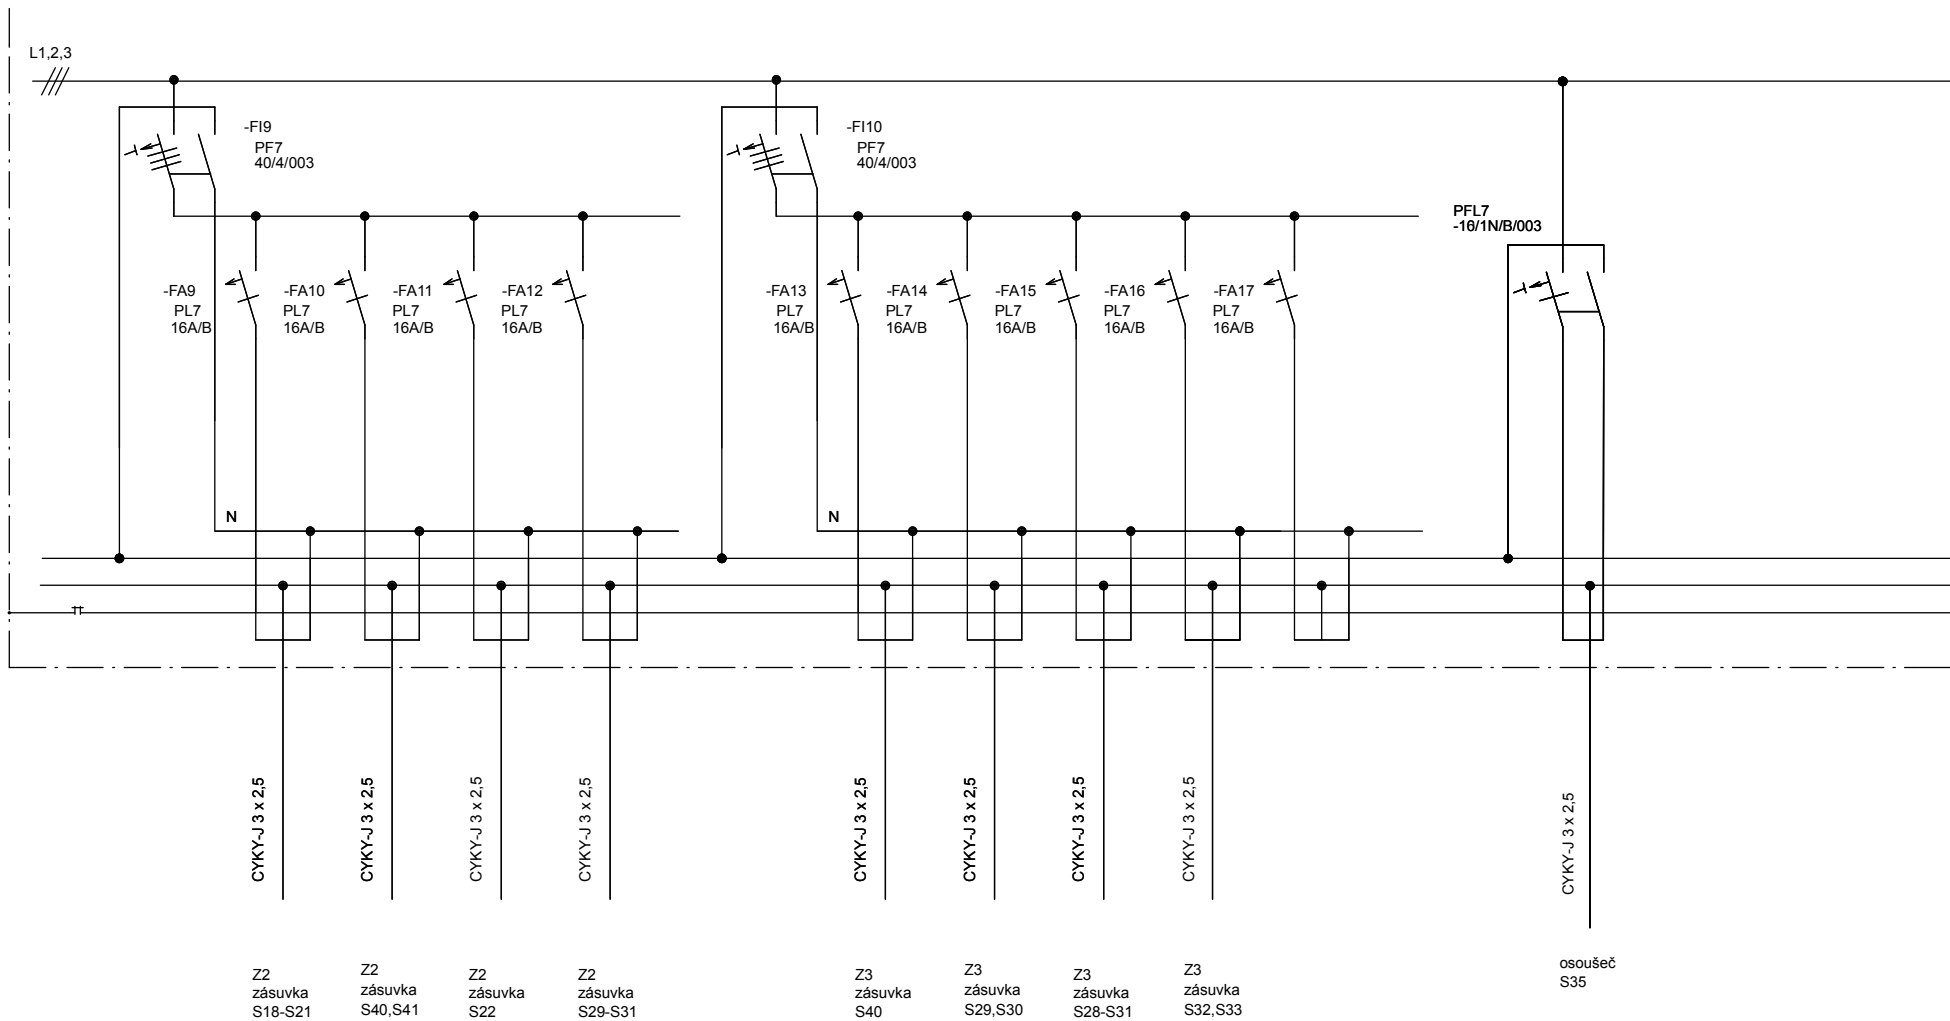 L1,2,3
-FI9
PF7
40/4/003
-FI10
PF7
40/4/003
PFL7
-16/1N/B/003
-FA9
PL7
16A/B
-FA10
PL7
16A/B
-FA11
PL7
16A/B
-FA12
PL7
16A/B
-FA13
PL7
16A/B
-FA14
PL7
16A/B
-FA15
PL7
16A/B
-FA16
PL7
16A/B
-FA17
PL7
16A/B
N
N
CYKY-J 3 x 2,5
CYKY-J 3 x 2,5
CYKY-J 3 x 2,5
CYKY-J 3 x 2,5
CYKY-J 3 x 2,5
CYKY-J 3 x 2,5
CYKY-J 3 x 2,5
CYKY-J 3 x 2,5
CYKY-J 3 x 2,5
Z2
zásuvka
S18-S21
Z2
zásuvka
S40,S41
Z2
zásuvka
S22
Z2
zásuvka
S29-S31
Z3
zásuvka
S40
Z3
zásuvka
S29,S30
Z3
zásuvka
S28-S31
Z3
zásuvka
S32,S33
osoušeč
S35